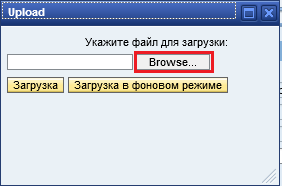 Upload
Укажите файл для загрузки:
Browse...
Загрузка Загрузка в фоновом режиме